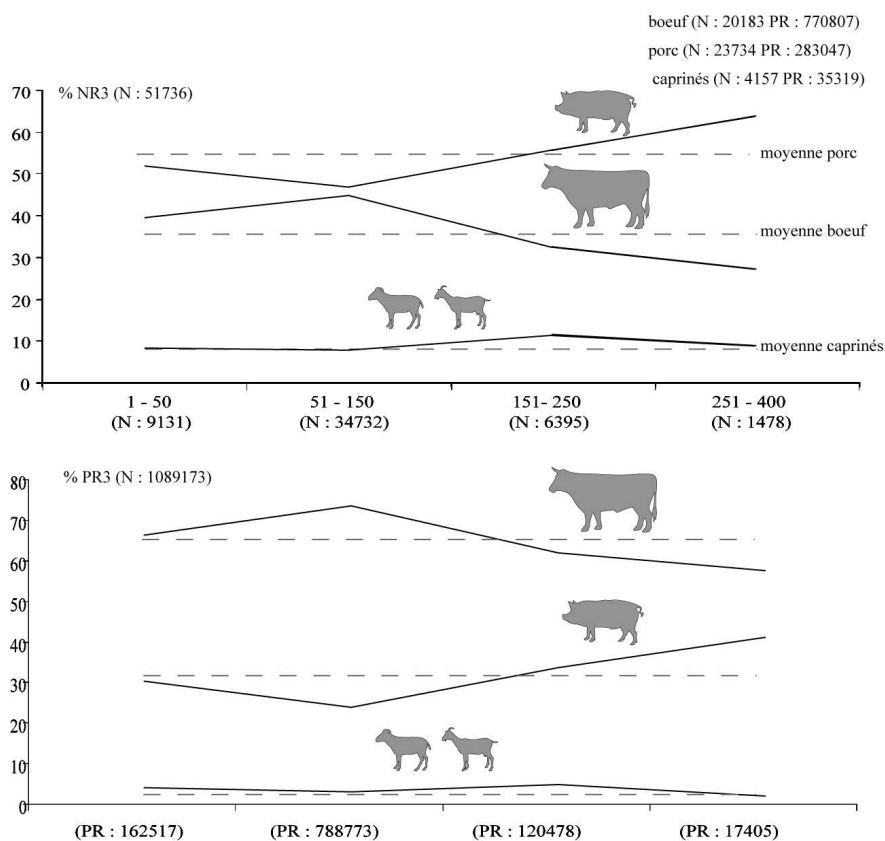 boeuf (N : 20183 PR : 770807)
porc (N : 23734 PR : 283047)
caprinés (N : 4157 PR : 35319)
% NR3 (N : 51736)
70
60
50
40
30
20
10
0
moyenne porc
moyenne boeuf
moyenne caprinés
1 - 50 51 - 150 151- 250 251 - 400
(N : 9131) (N : 34732) (N : 6395) (N : 1478)
% PR3 (N : 1089173)
80
70
60
50
40
30
20
10
0
(PR : 162517) (PR : 788773) (PR : 120478) (PR : 17405)